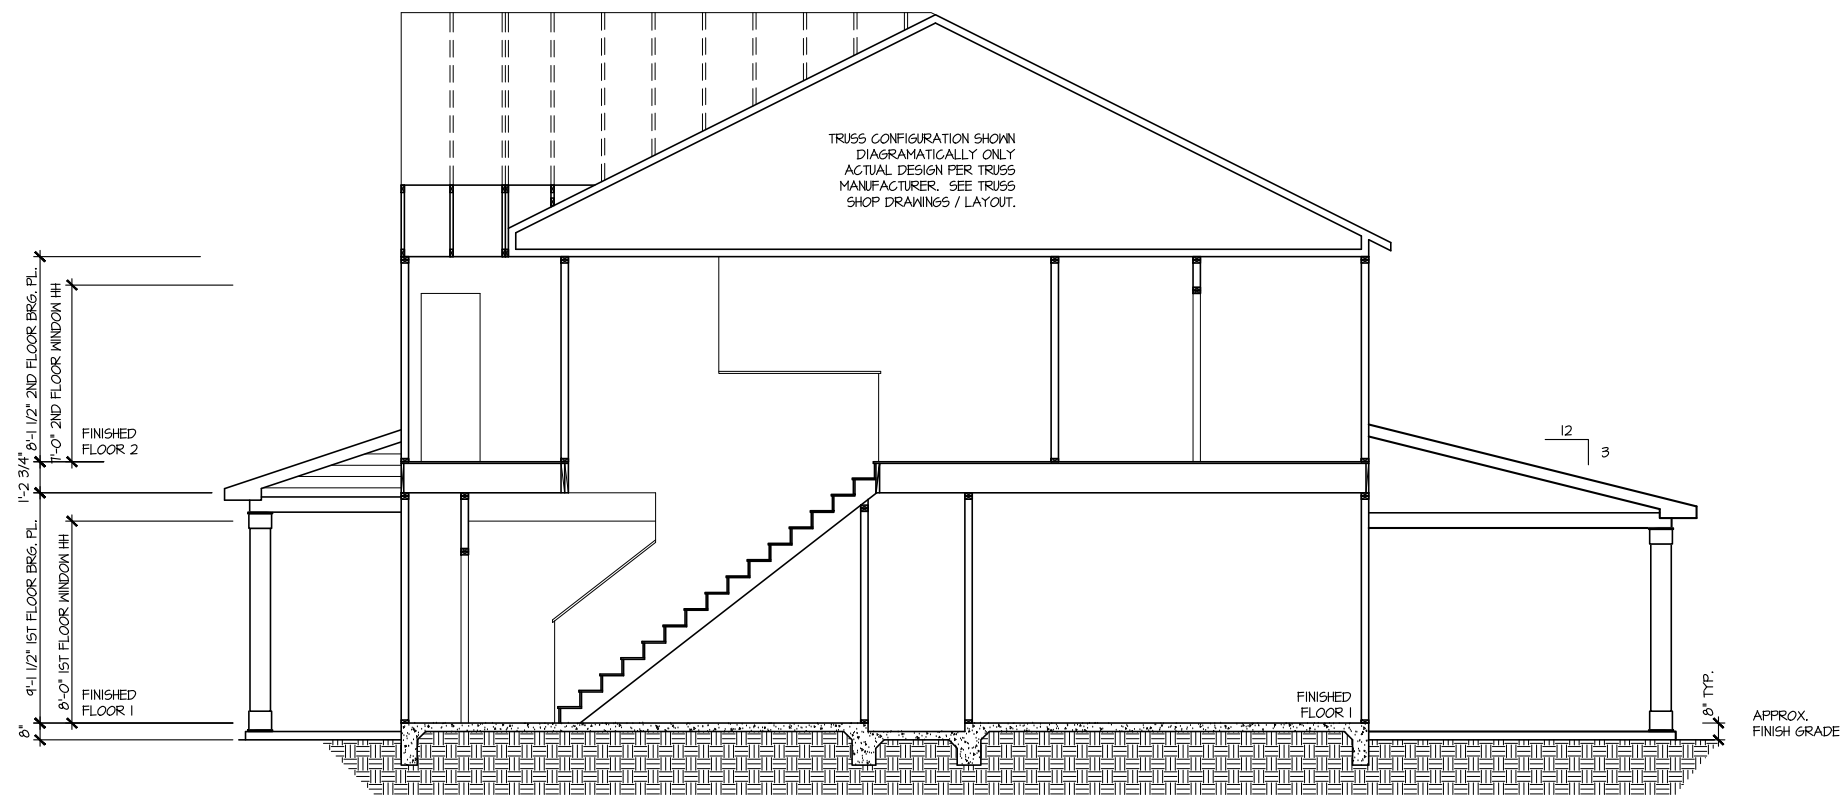 TRUSS CONFIGURATION SHOWN
DIAGRAMATICALLY ONLY
ACTUAL DESIGN PER TRUSS
MANUFACTURER.  SEE TRUSS
SHOP DRAWINGS / LAYOUT.
8'-1 1/2" 2ND FLOOR BRG. PL.
7'-0" 2ND FLOOR WINDOW HH
FINISHED
FLOOR 2
1'-2 3/4"
9'-1 1/2" 1ST FLOOR BRG. PL.
8'-0" 1ST FLOOR WINDOW HH
FINISHED
FLOOR 1
8"
12
3
FINISHED
FLOOR 1
8" TYP.
APPROX.
FINISH GRADE